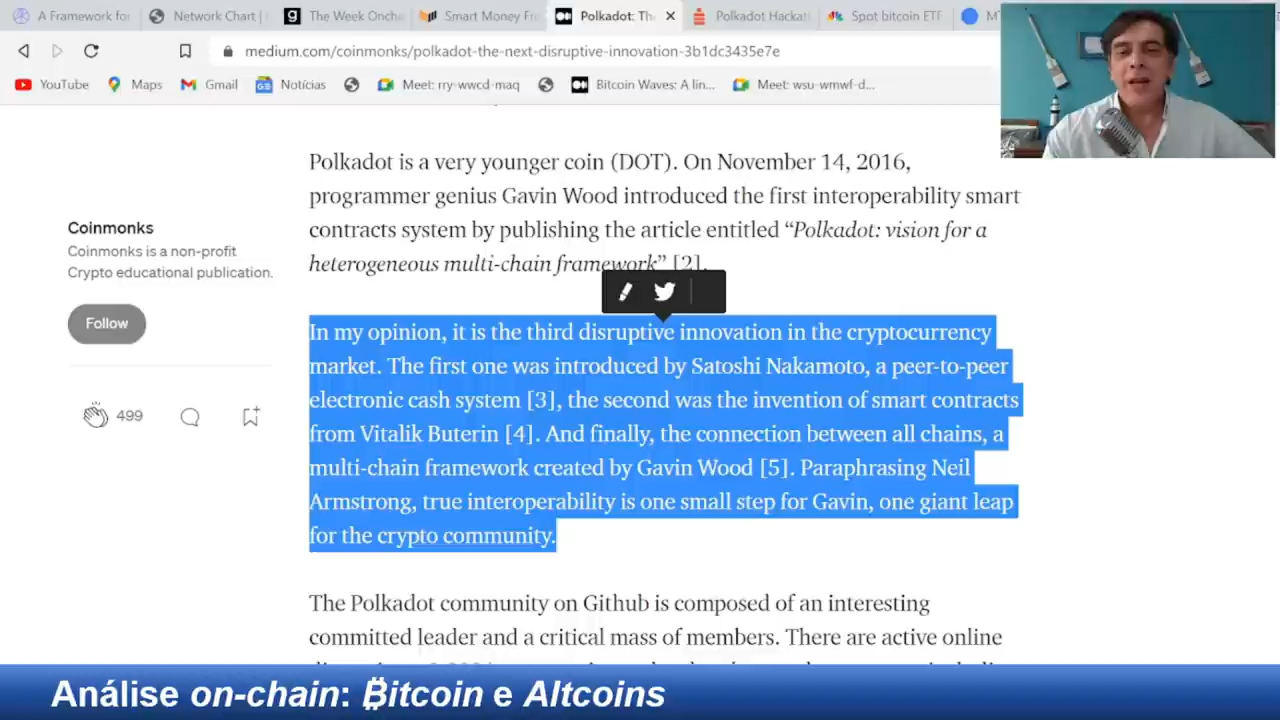 A Framework for
Network Chart |
The Week Oncha
Smart Money Fr
Polkadot: The
Polkadot Hackat
Spot bitcoin ETF
medium.com/coinmonks/polkadot-the-next-disruptive-innovation-3b1dc3435e7e
YouTube
Maps
Gmail
Notícias
Meet: rry-wwcd-maq
Bitcoin Waves: A lin...
Meet: wsu-wmwf-d...
Coinmonks
Coinmonks is a non-profit
Crypto educational publication.
Follow
499
Polkadot is a very younger coin (DOT). On November 14, 2016,
programmer genius Gavin Wood introduced the first interoperability smart
contracts system by publishing the article entitled “Polkadot: vision for a
heterogeneous multi-chain framework” [2].
In my opinion, it is the third disruptive innovation in the cryptocurrency
market. The first one was introduced by Satoshi Nakamoto, a peer-to-peer
electronic cash system [3], the second was the invention of smart contracts
from Vitalik Buterin [4]. And finally, the connection between all chains, a
multi-chain framework created by Gavin Wood [5]. Paraphrasing Neil
Armstrong, true interoperability is one small step for Gavin, one giant leap
for the crypto community.
The Polkadot community on Github is composed of an interesting
committed leader and a critical mass of members. There are active online
Análise on-chain: ₿itcoin e Altcoins